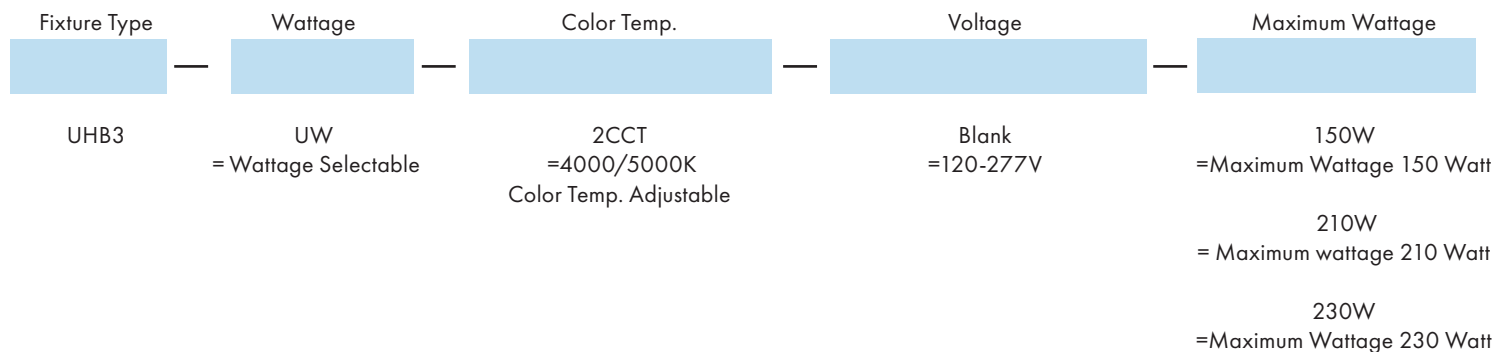 Fixture Type
Wattage
Color Temp.
Voltage
Maximum Wattage
— — — —
UHB3
UW
= Wattage Selectable
2CCT
=4000/5000K
Color Temp. Adjustable
Blank
=120-277V
150W
=Maximum Wattage 150 Watt
210W
= Maximum wattage 210 Watt
230W
=Maximum Wattage 230 Watt